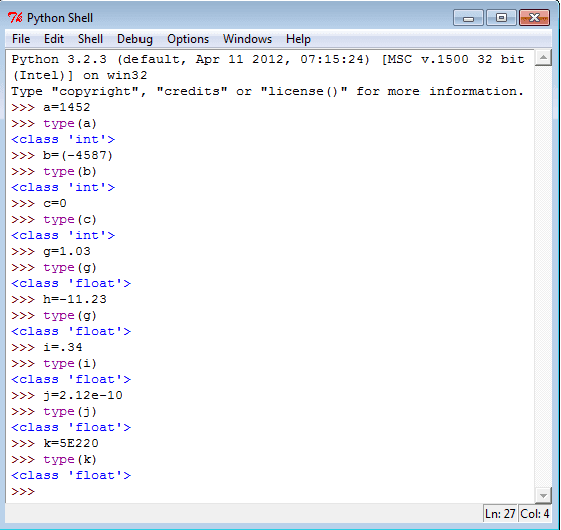 Python Shell
File Edit Shell Debug Options Windows Help
Python 3.2.3 (default, Apr 11 2012, 07:15:24) [MSC v.1500 32 bit
(Intel)] on win32
Type "copyright", "credits" or "license()" for more information.
>>> a=1452
>>> type(a)
<class 'int'>
>>> b=(-4587)
>>> type(b)
<class 'int'>
>>> c=0
>>> type(c)
<class 'int'>
>>> g=1.03
>>> type(g)
<class 'float'>
>>> h=-11.23
>>> type(g)
<class 'float'>
>>> i=.34
>>> type(i)
<class 'float'>
>>> j=2.12e-10
>>> type(j)
<class 'float'>
>>> k=5E220
>>> type(k)
<class 'float'>
>>>
Ln: 27 Col: 4